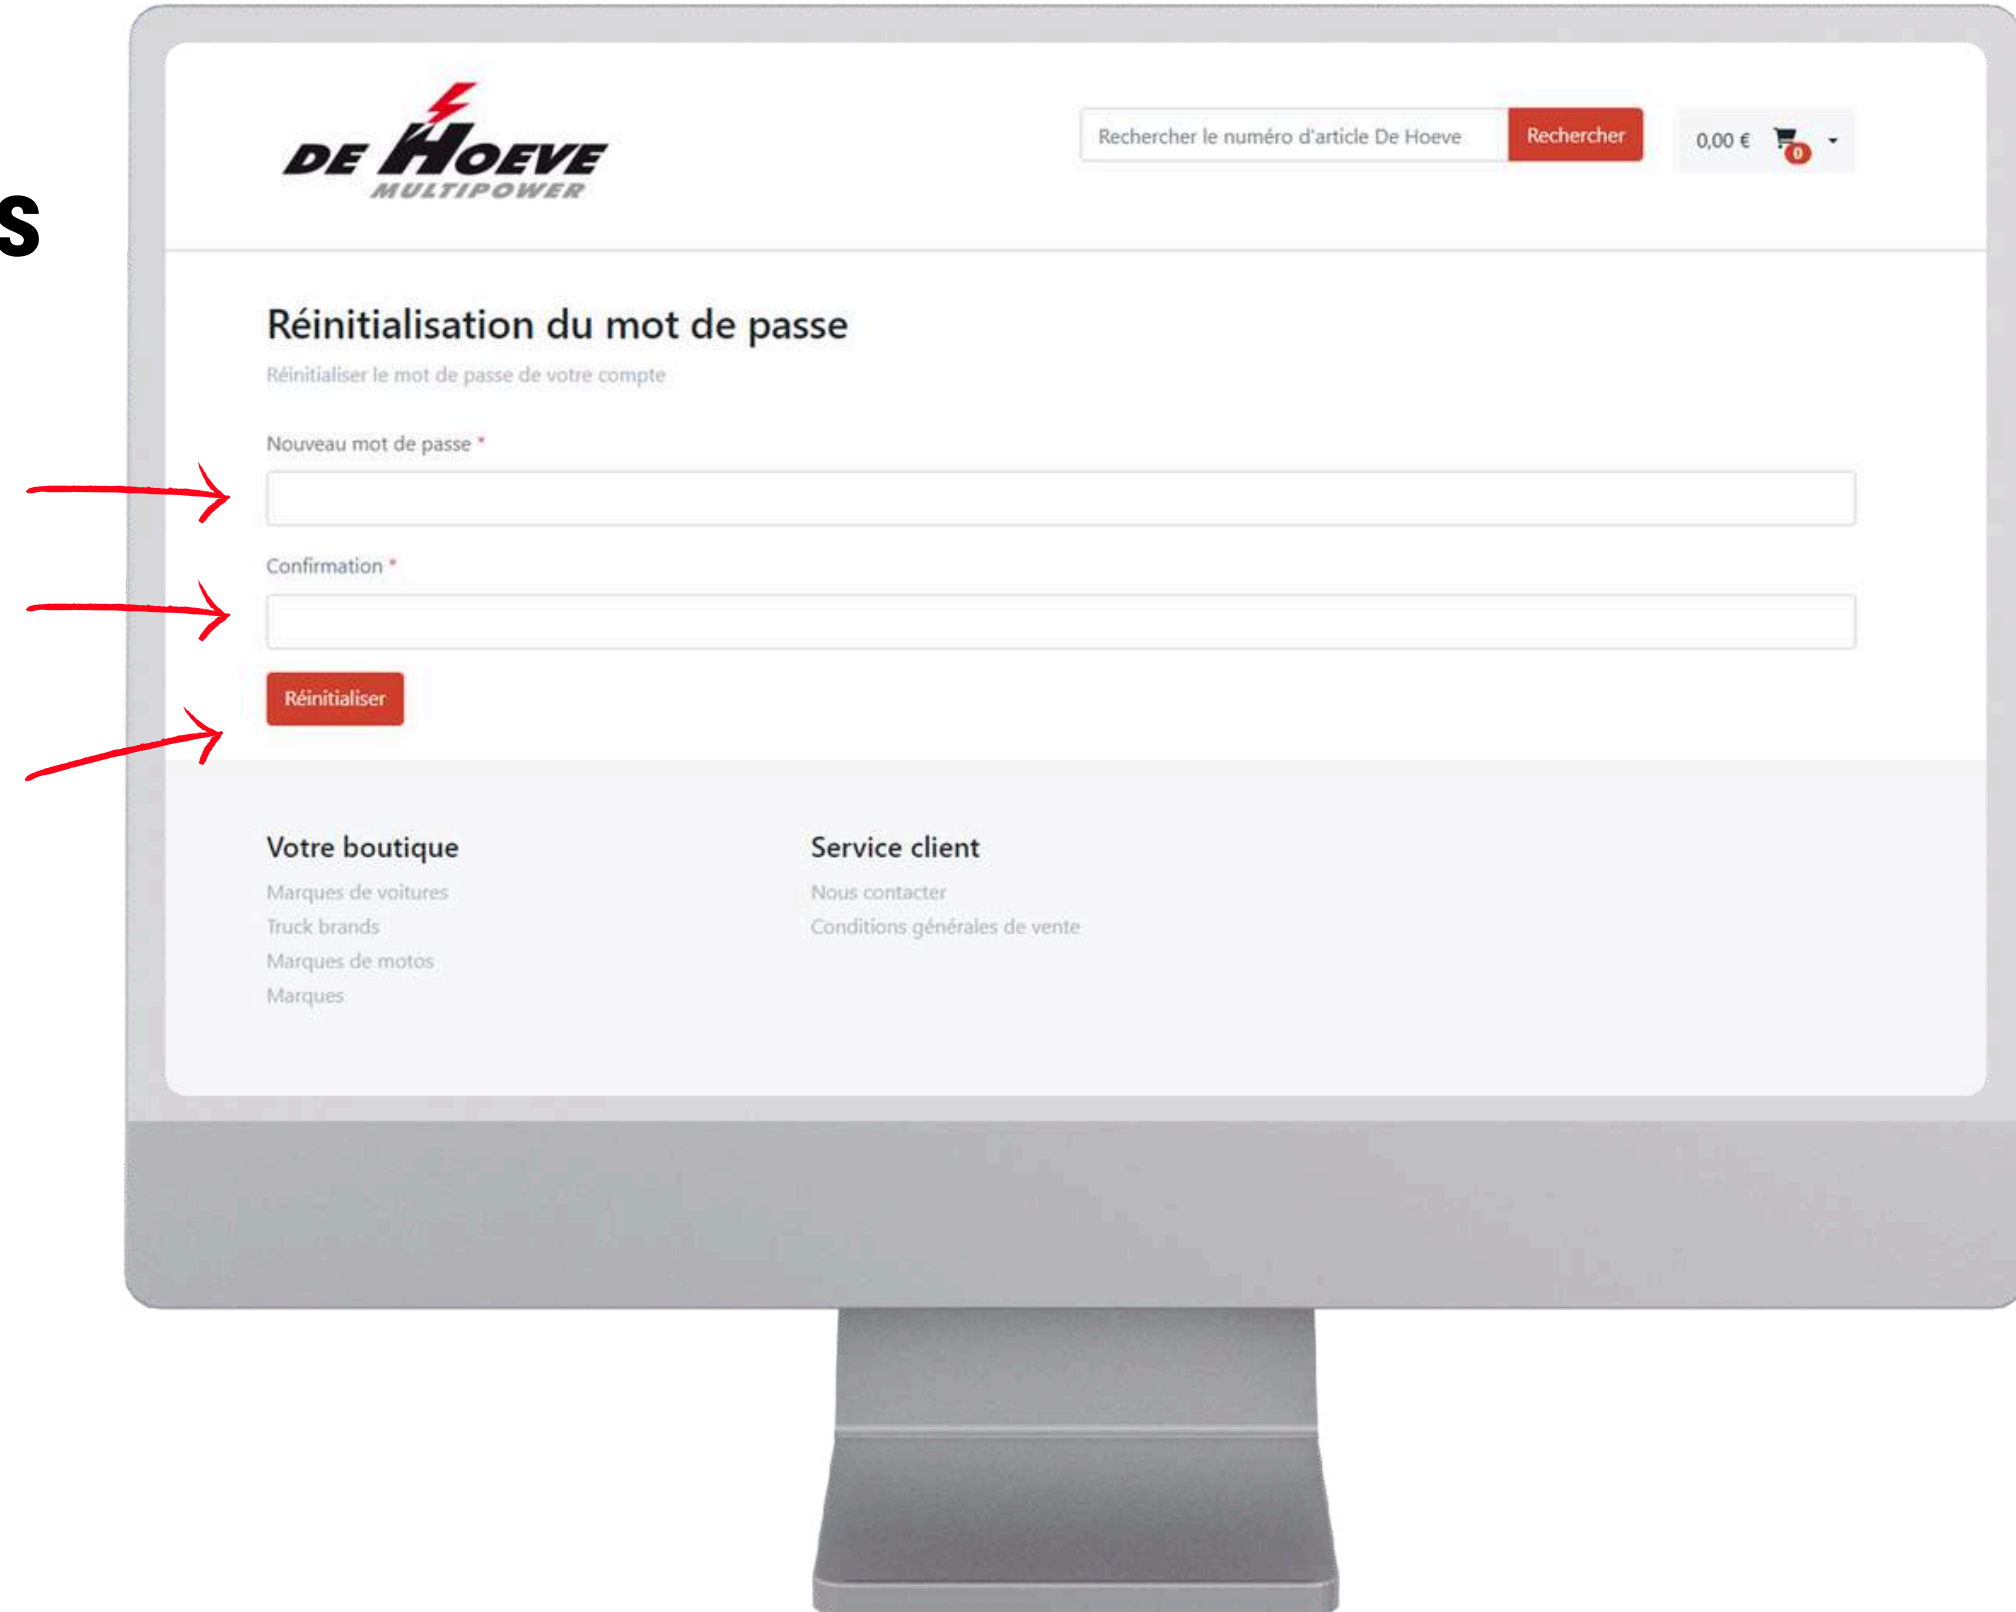 DE HOEVE
MULTIPOWER
Rechercher le numéro d'article De Hoeve
Rechercher
0,00 €
0
s
Réinitialisation du mot de passe
Réinitialiser le mot de passe de votre compte
Nouveau mot de passe *
Confirmation *
Réinitialiser
Votre boutique
Marques de voitures
Truck brands
Marques de motos
Marques
Service client
Nous contacter
Conditions générales de vente